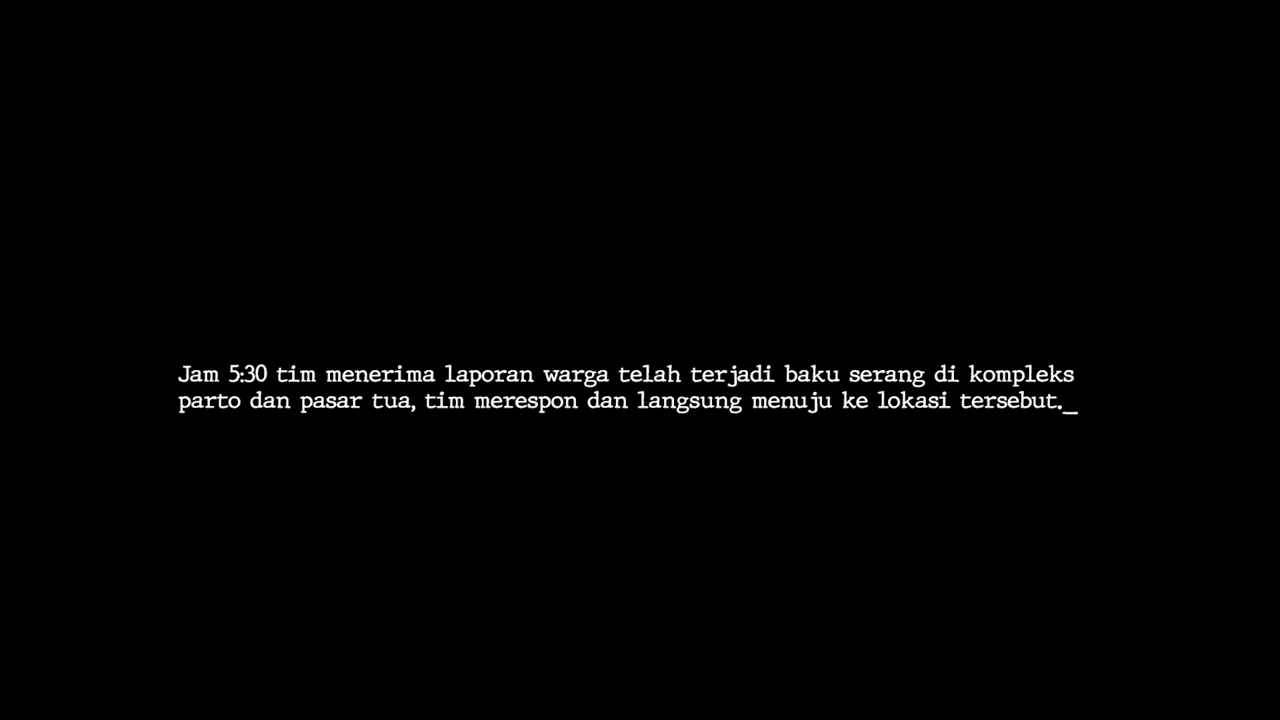 Jam 5:30 tim menerima laporan warga telah terjadi baku serang di kompleks
parto dan pasar tua, tim merespon dan langsung menuju ke lokasi tersebut._